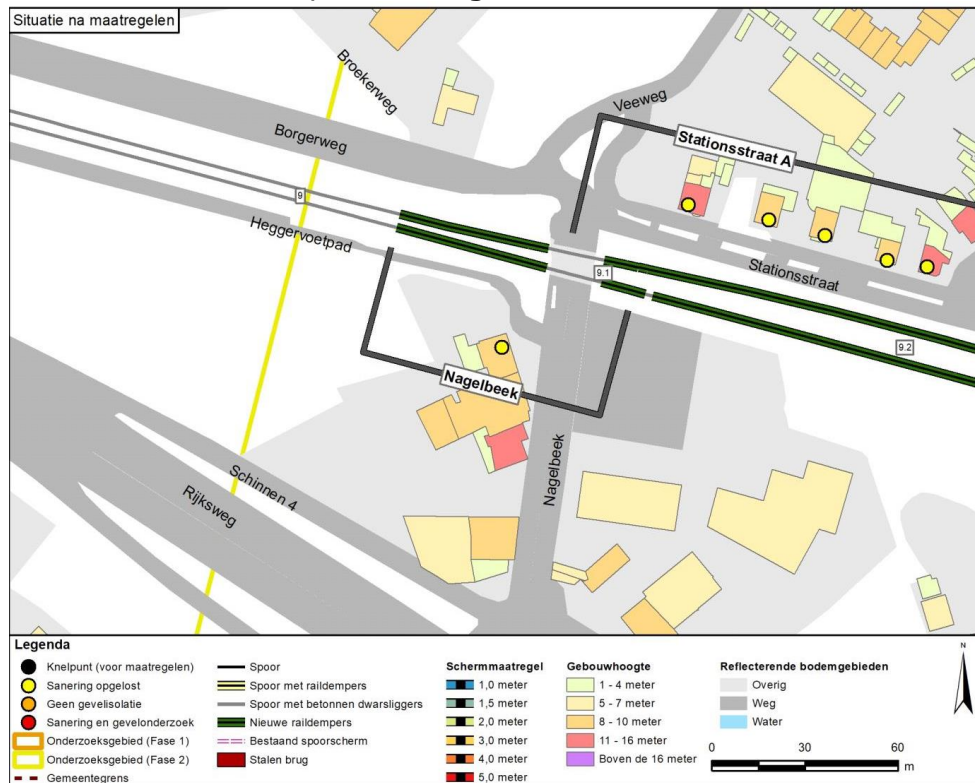 Situatie na maatregelen
Broekerweg
Borgerweg
Veeweg
Stationsstraat A
9
Heggervoetpad
9.1
Stationsstraat
9.2
Nagelbeek
Nagelbeek
Schinnen 4
Rijksweg
Legenda
Knelpunt (voor maatregelen)
Sanering opgelost
Geen gevelisolatie
Sanering en gevelonderzoek
Onderzoeksgebied (Fase 1)
Onderzoeksgebied (Fase 2)
Gemeentegrens
Spoor
Spoor met raildempers
Spoor met betonnen dwarsliggers
Nieuwe raildempers
Bestaand spoorscherm
Stalen brug
Schermmaatregel
1,0 meter
1,5 meter
2,0 meter
3,0 meter
4,0 meter
5,0 meter
Gebouwhoogte
1 - 4 meter
5 - 7 meter
8 - 10 meter
11 - 16 meter
Boven de 16 meter
Reflecterende bodemgebieden
Overig
Weg
Water
N
0 30 60
m